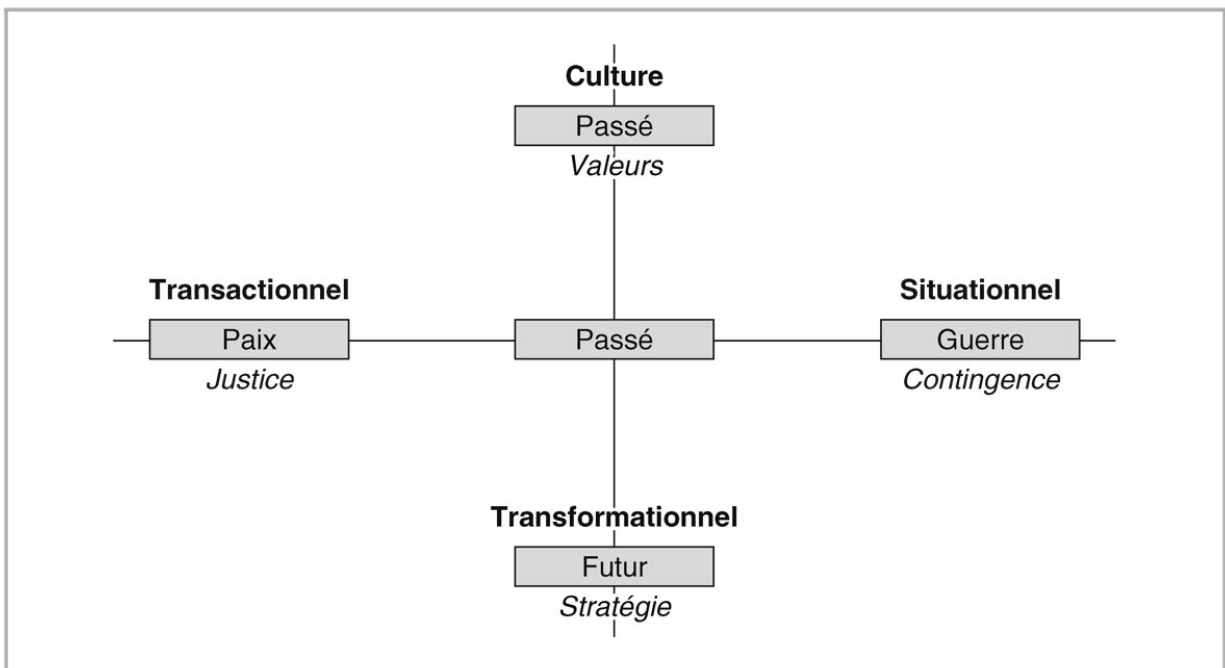 Culture
Passé
Valeurs
Transactionnel
Situationnel
Paix
Passé
Guerre
Justice
Contingence
Transformationnel
Futur
Stratégie